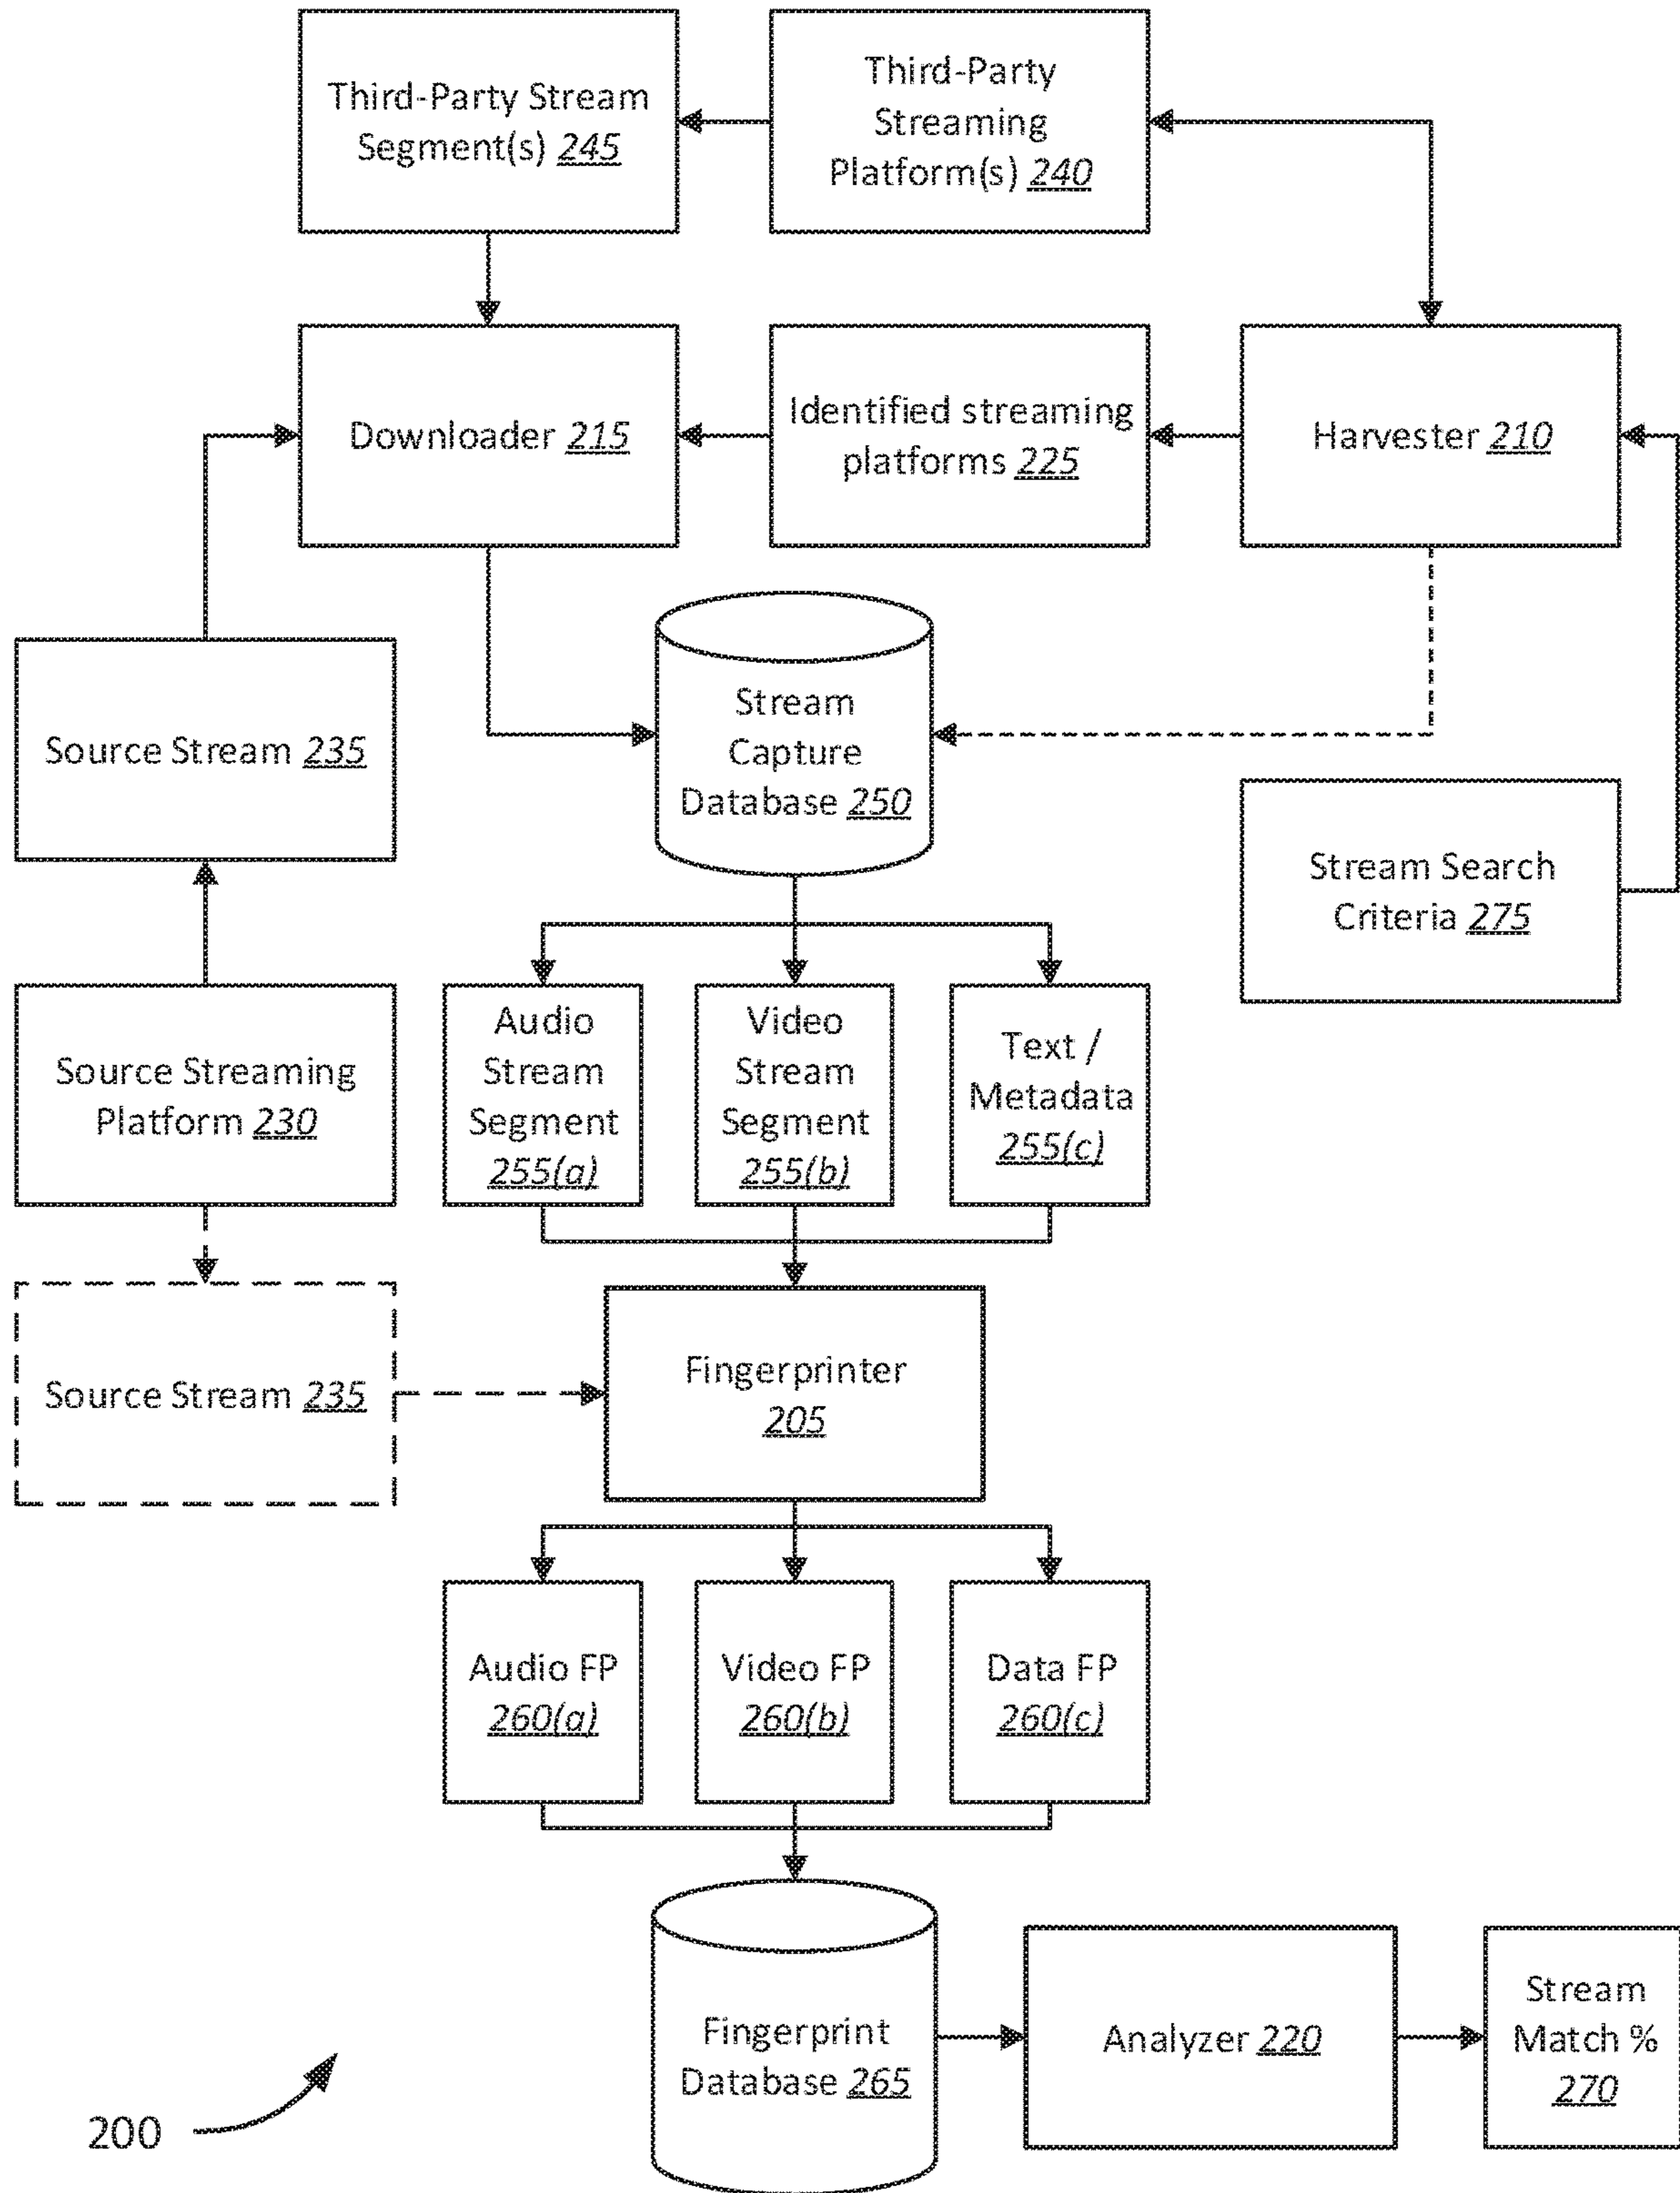 Third-Party Stream
Segment(s) 245
Third-Party
Streaming
Platform(s) 240
Downloader 215
Identified streaming
platforms 225
Harvester 210
Source Stream 235
Stream
Capture
Database 250
Stream Search
Criteria 275
Source Streaming
Platform 230
Audio
Stream
Segment
255(a)
Video
Stream
Segment
255(b)
Text /
Metadata
255(c)
Source Stream 235
Fingerprinter
205
Audio FP
260(a)
Video FP
260(b)
Data FP
260(c)
Fingerprint
Database 265
Analyzer 220
Stream
Match %
270
200